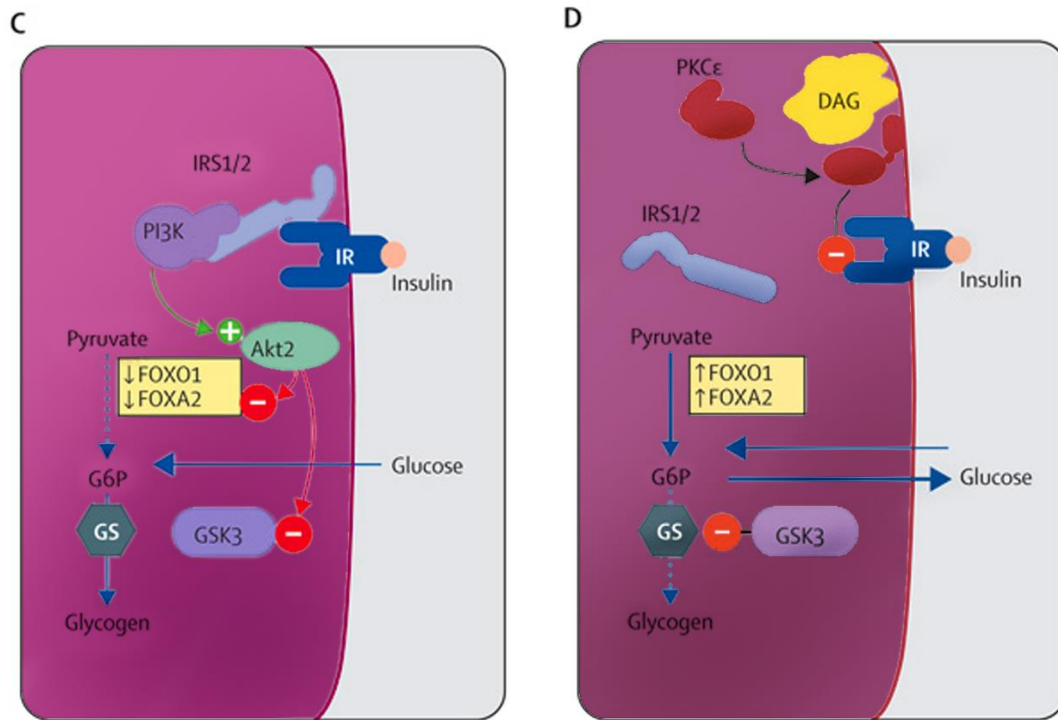 C
IRS1/2
PI3K
IR
Insulin
+
Akt2
Pyruvate
↓FOXO1
↓FOXA2
−
Glucose
G6P
GS
GSK3
−
Glycogen
D
PKCε
DAG
IRS1/2
−
IR
Insulin
Pyruvate
↑FOXO1
↑FOXA2
G6P
Glucose
GS
−
GSK3
Glycogen